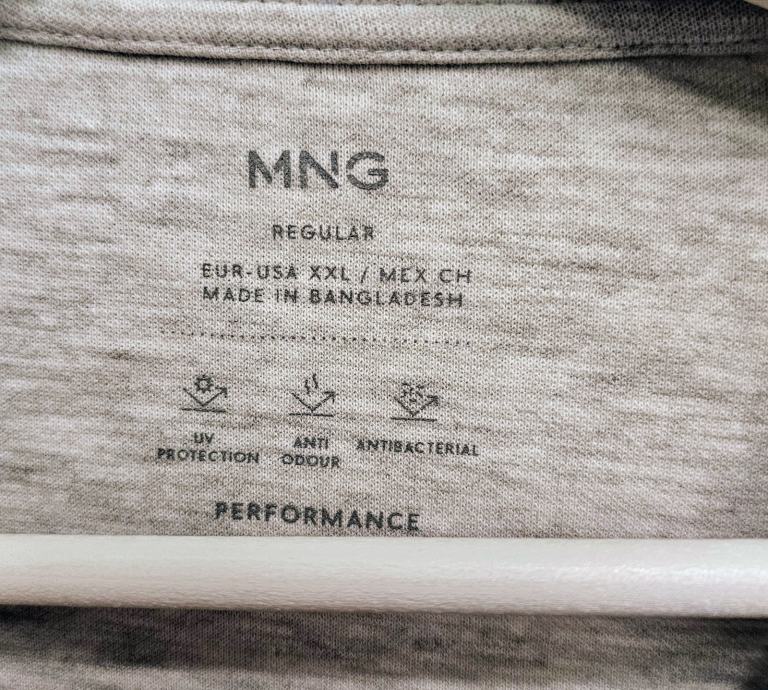 MNG
REGULAR
EUR-USA XXL / MEX CH
MADE IN BANGLADESH
UV
PROTECTION
ANTI
ODOUR
ANTIBACTERIAL
PERFORMANCE